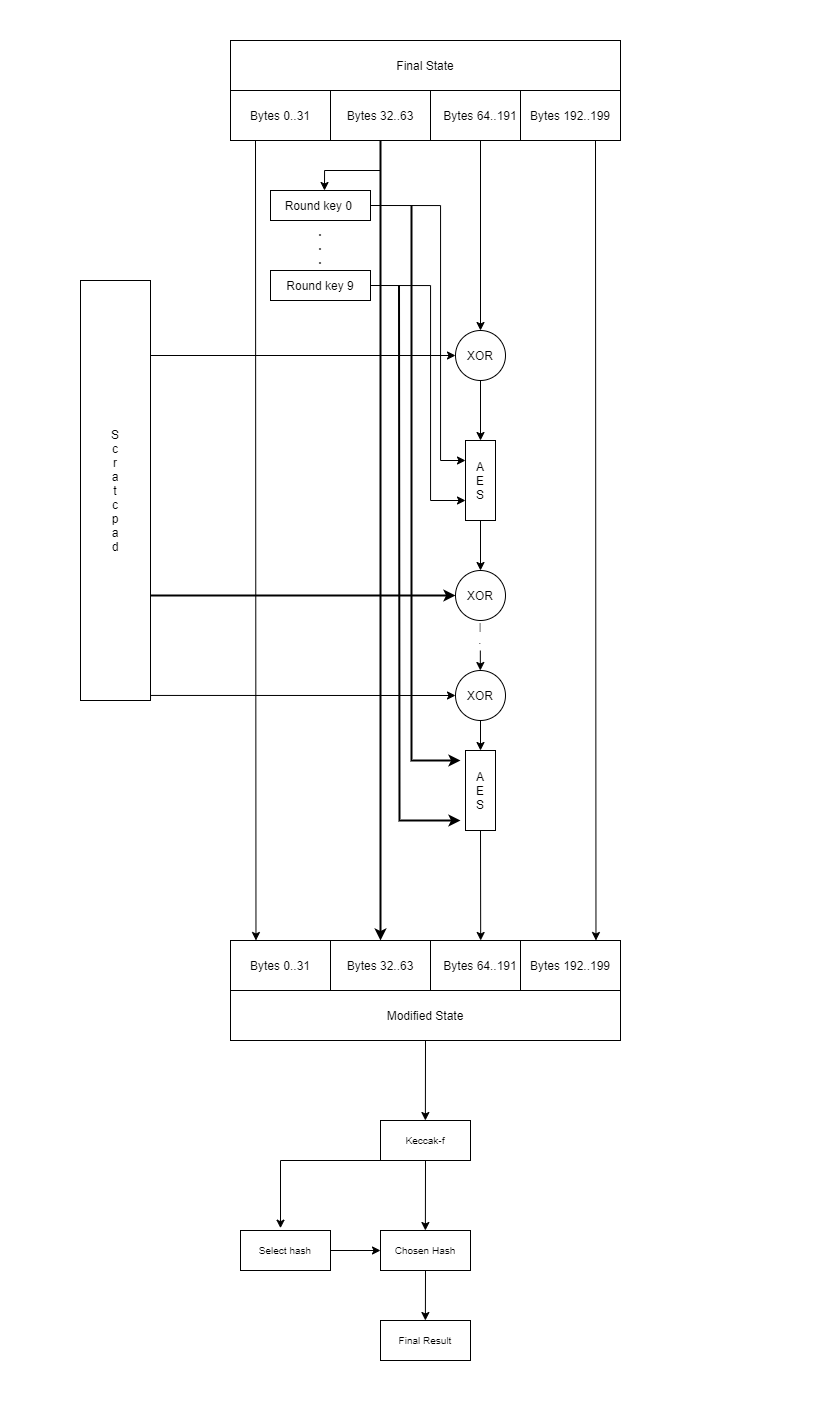 Final State
Bytes 0..31
Bytes 32..63
Bytes 64..191
Bytes 192..199
Round key 0
.
.
.
Round key 9
XOR
S
c
r
a
t
c
p
a
d
A
E
S
XOR
XOR
A
E
S
Bytes 0..31
Bytes 32..63
Bytes 64..191
Bytes 192..199
Modified State
Keccak-f
Select hash
Chosen Hash
Final Result